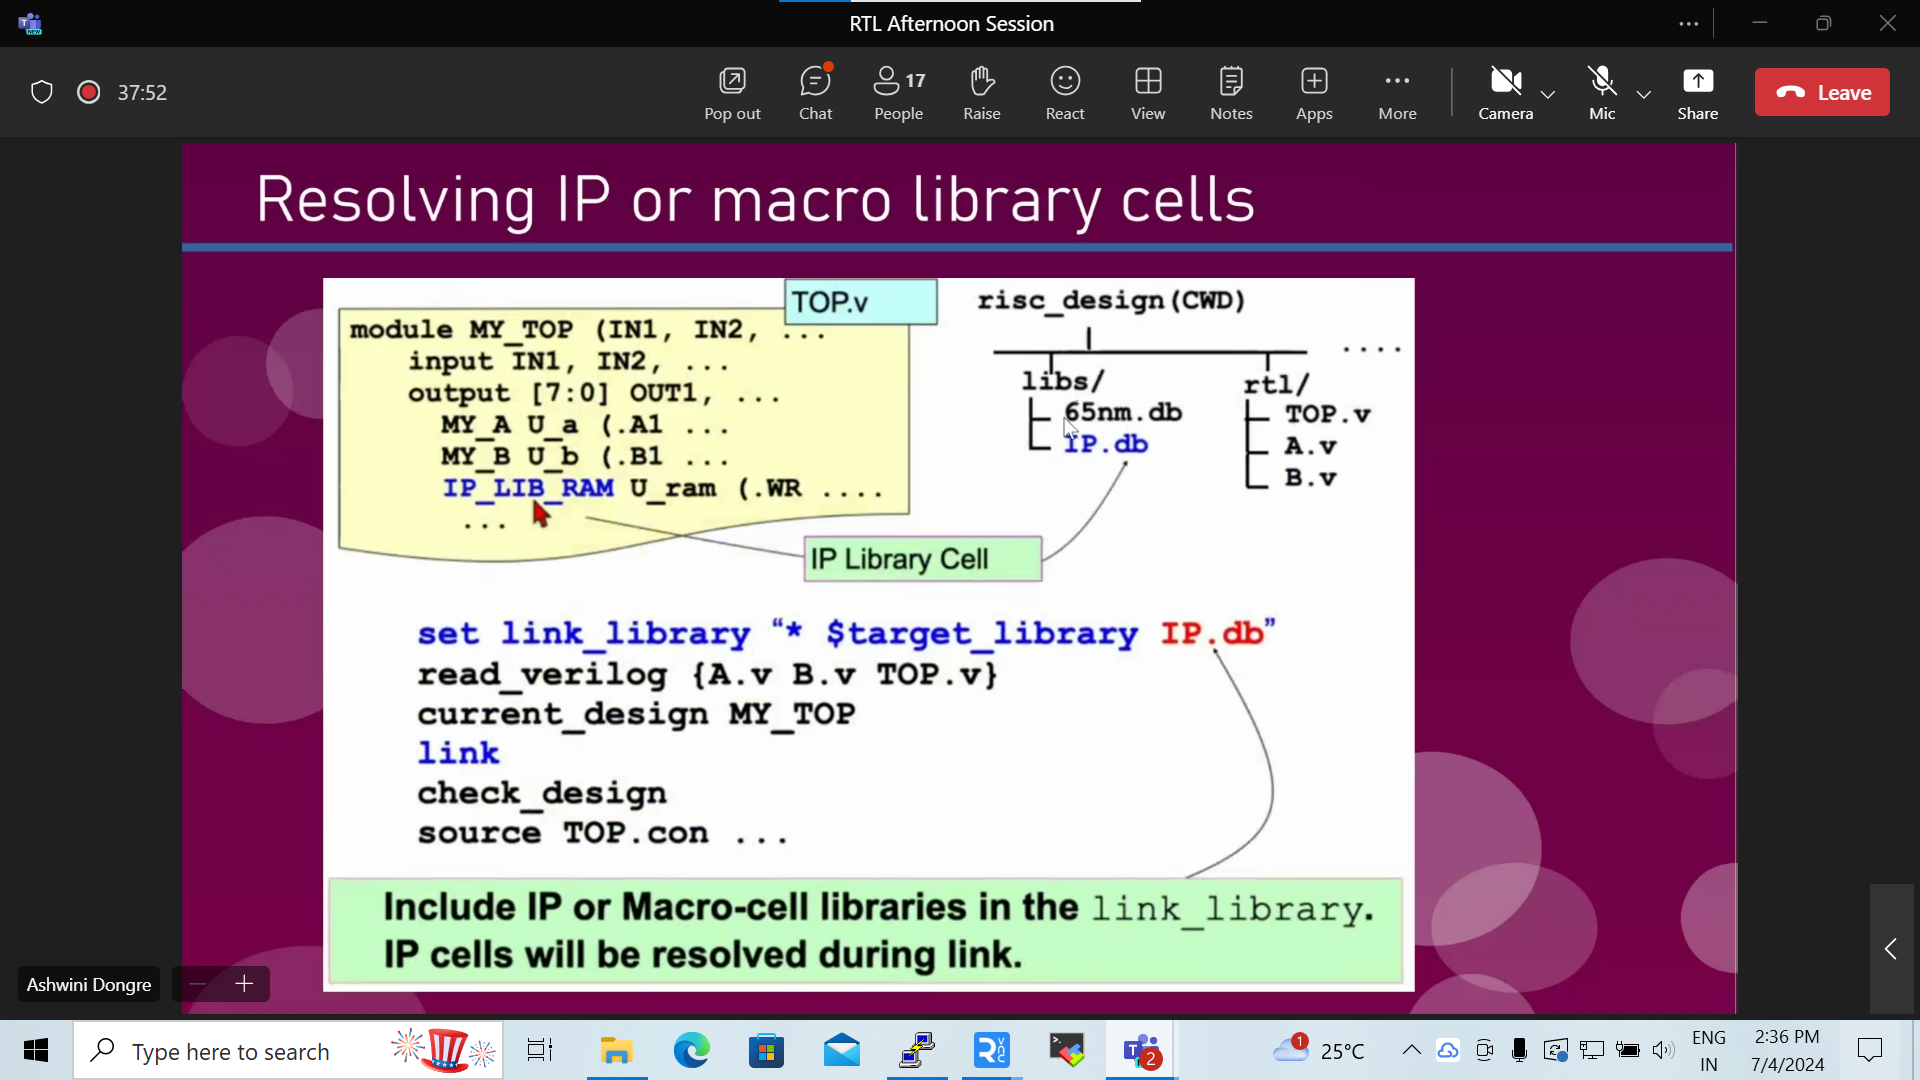 RTL Afternoon Session
37:52
Pop out
Chat
17
People
Raise
React
View
Notes
Apps
More
Camera
Mic
Share
Leave
Resolving IP or macro library cells
TOP.v
module MY_TOP (IN1, IN2, ...
input IN1, IN2, ...
output [7:0] OUT1, ...
MY_A U_a (.A1 ...
MY_B U_b (.B1 ...
IP_LIB_RAM U_ram (.WR ....
...
risc_design(CWD)
....
libs/
65nm.db
IP.db
rtl/
TOP.v
A.v
B.v
IP Library Cell
set link_library “* $target_library IP.db”
read_verilog {A.v B.v TOP.v}
current_design MY_TOP
link
check_design
source TOP.con ...
Include IP or Macro-cell libraries in the link_library.
IP cells will be resolved during link.
Ashwini Dongre
Type here to search
2
1
25°C
ENG
IN
2:36 PM
7/4/2024